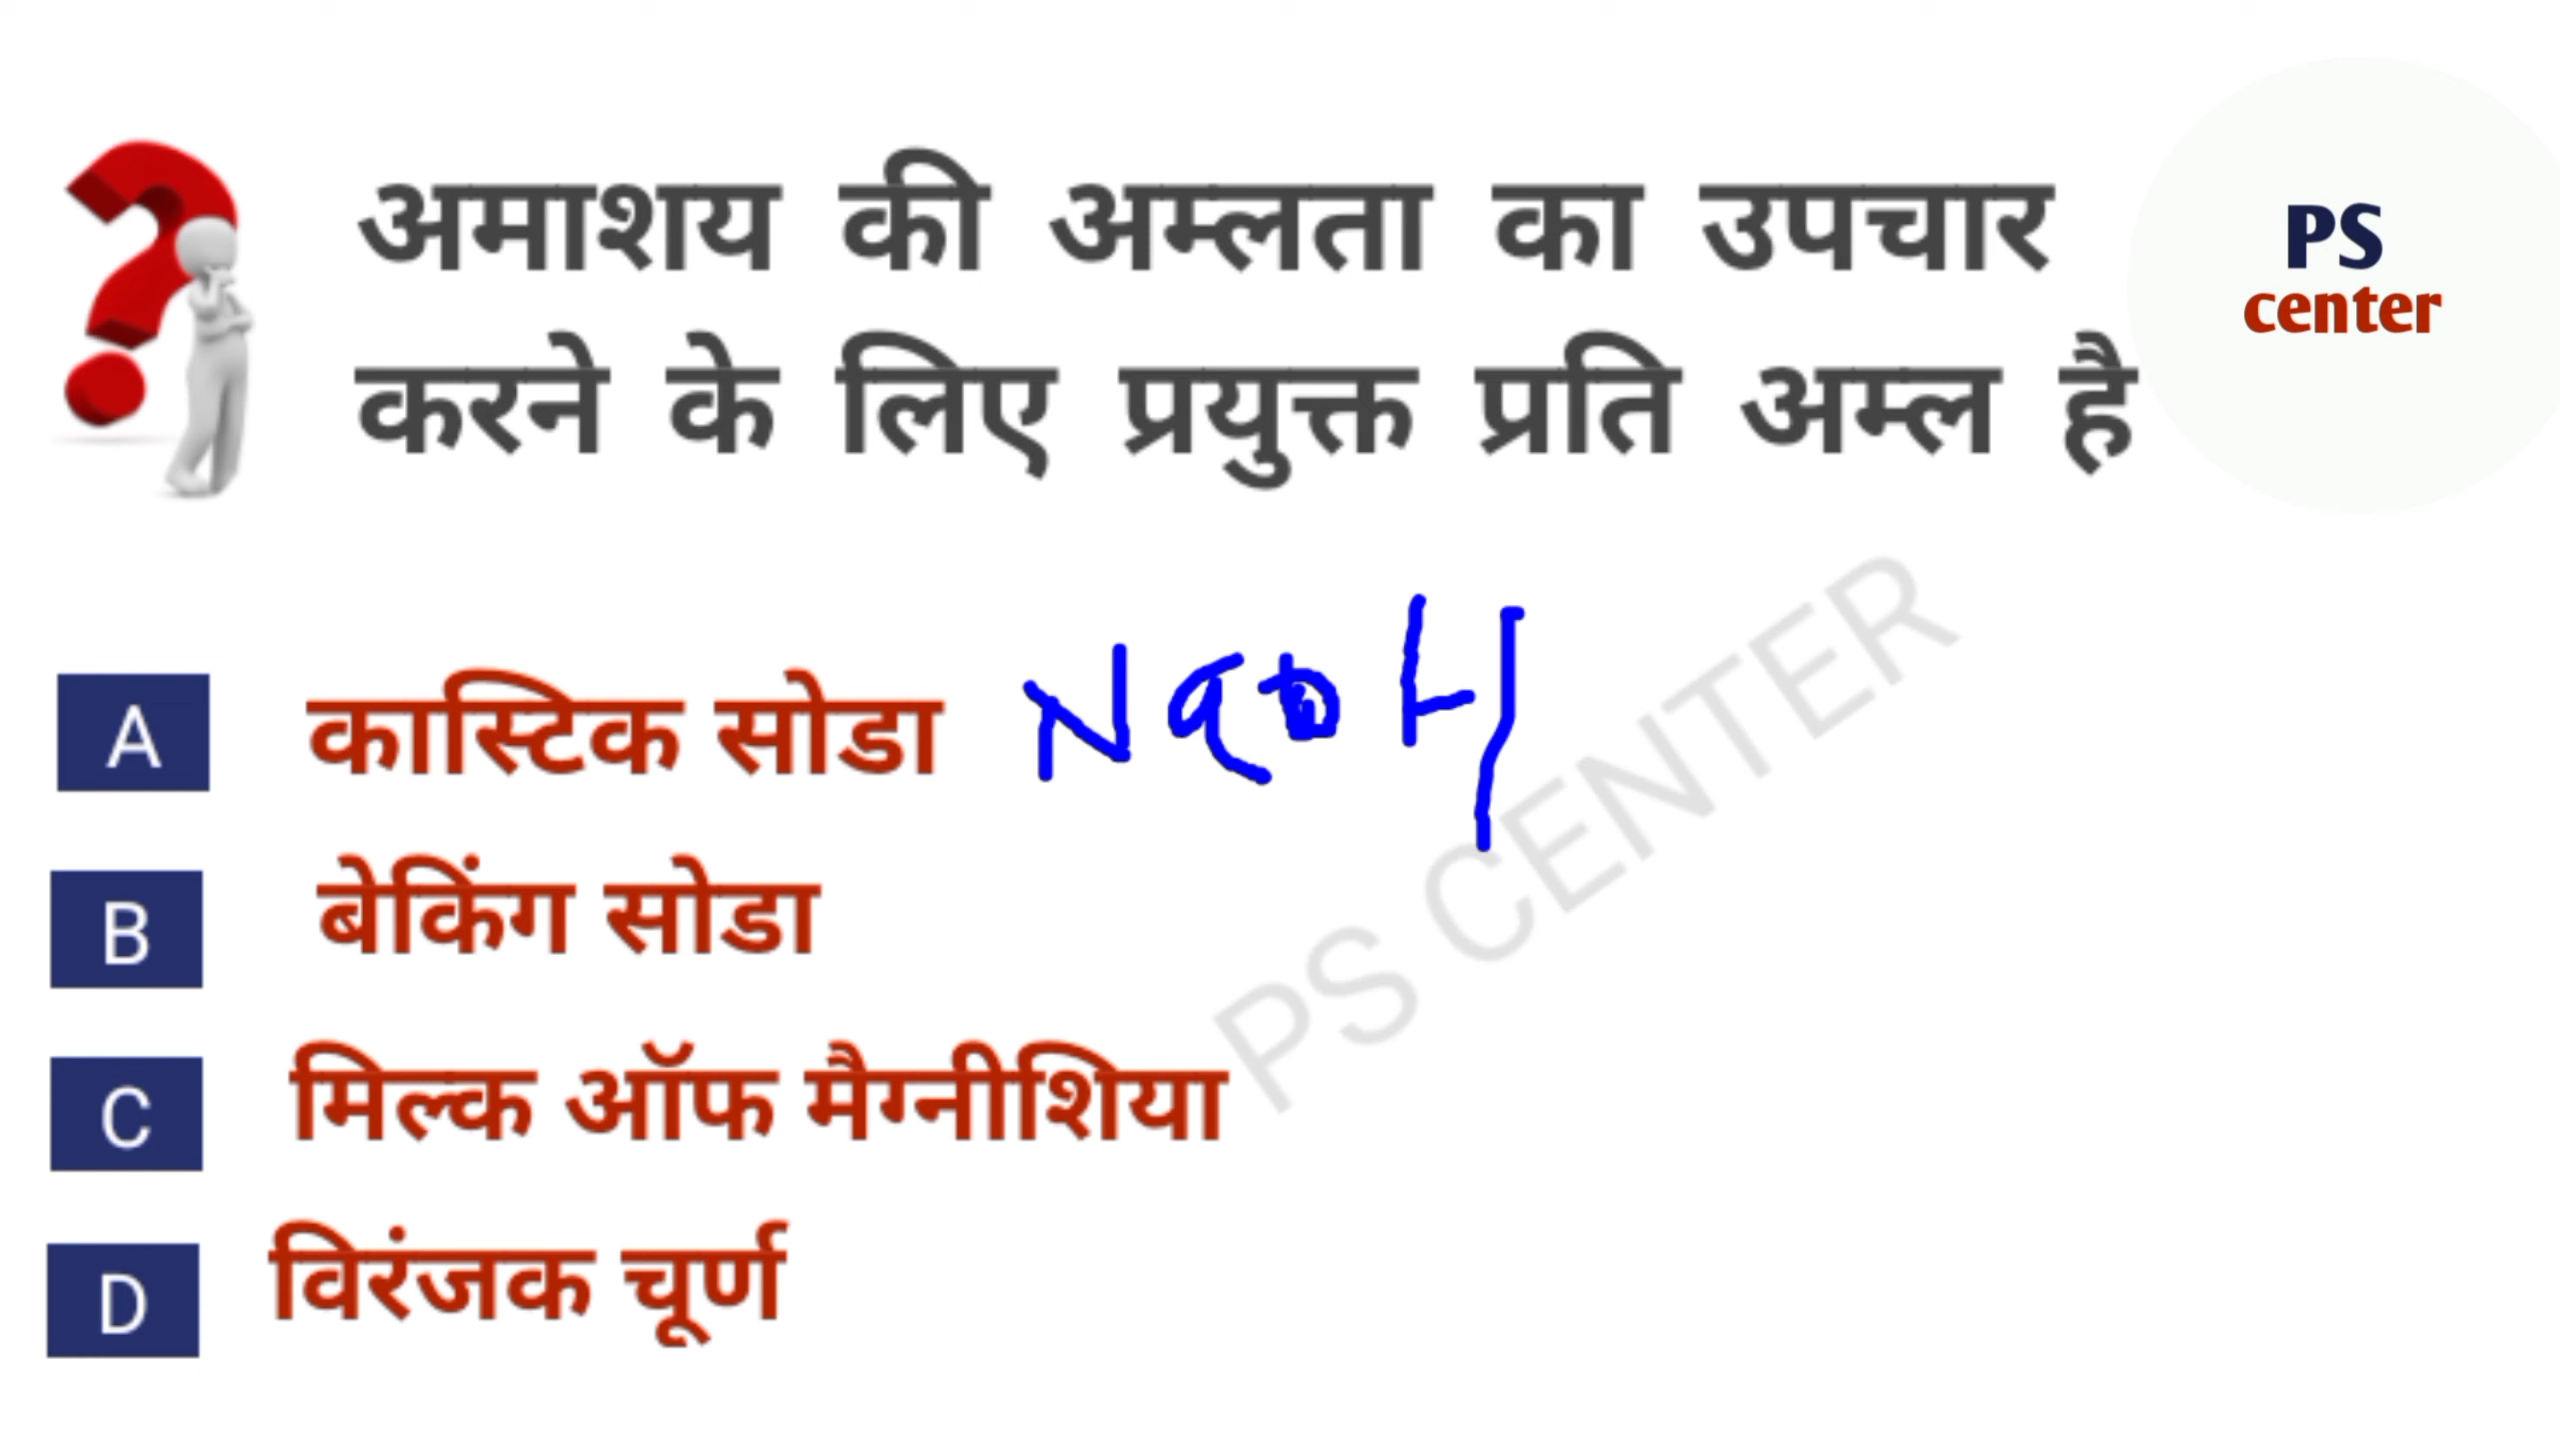 अमाशय की अम्लता का उपचार
करने के लिए प्रयुक्त प्रति अम्ल है
PS
center
A कास्टिक सोडा NaOH
B बेकिंग सोडा
C मिल्क ऑफ मैग्नीशिया
D विरंजक चूर्ण
PS CENTER